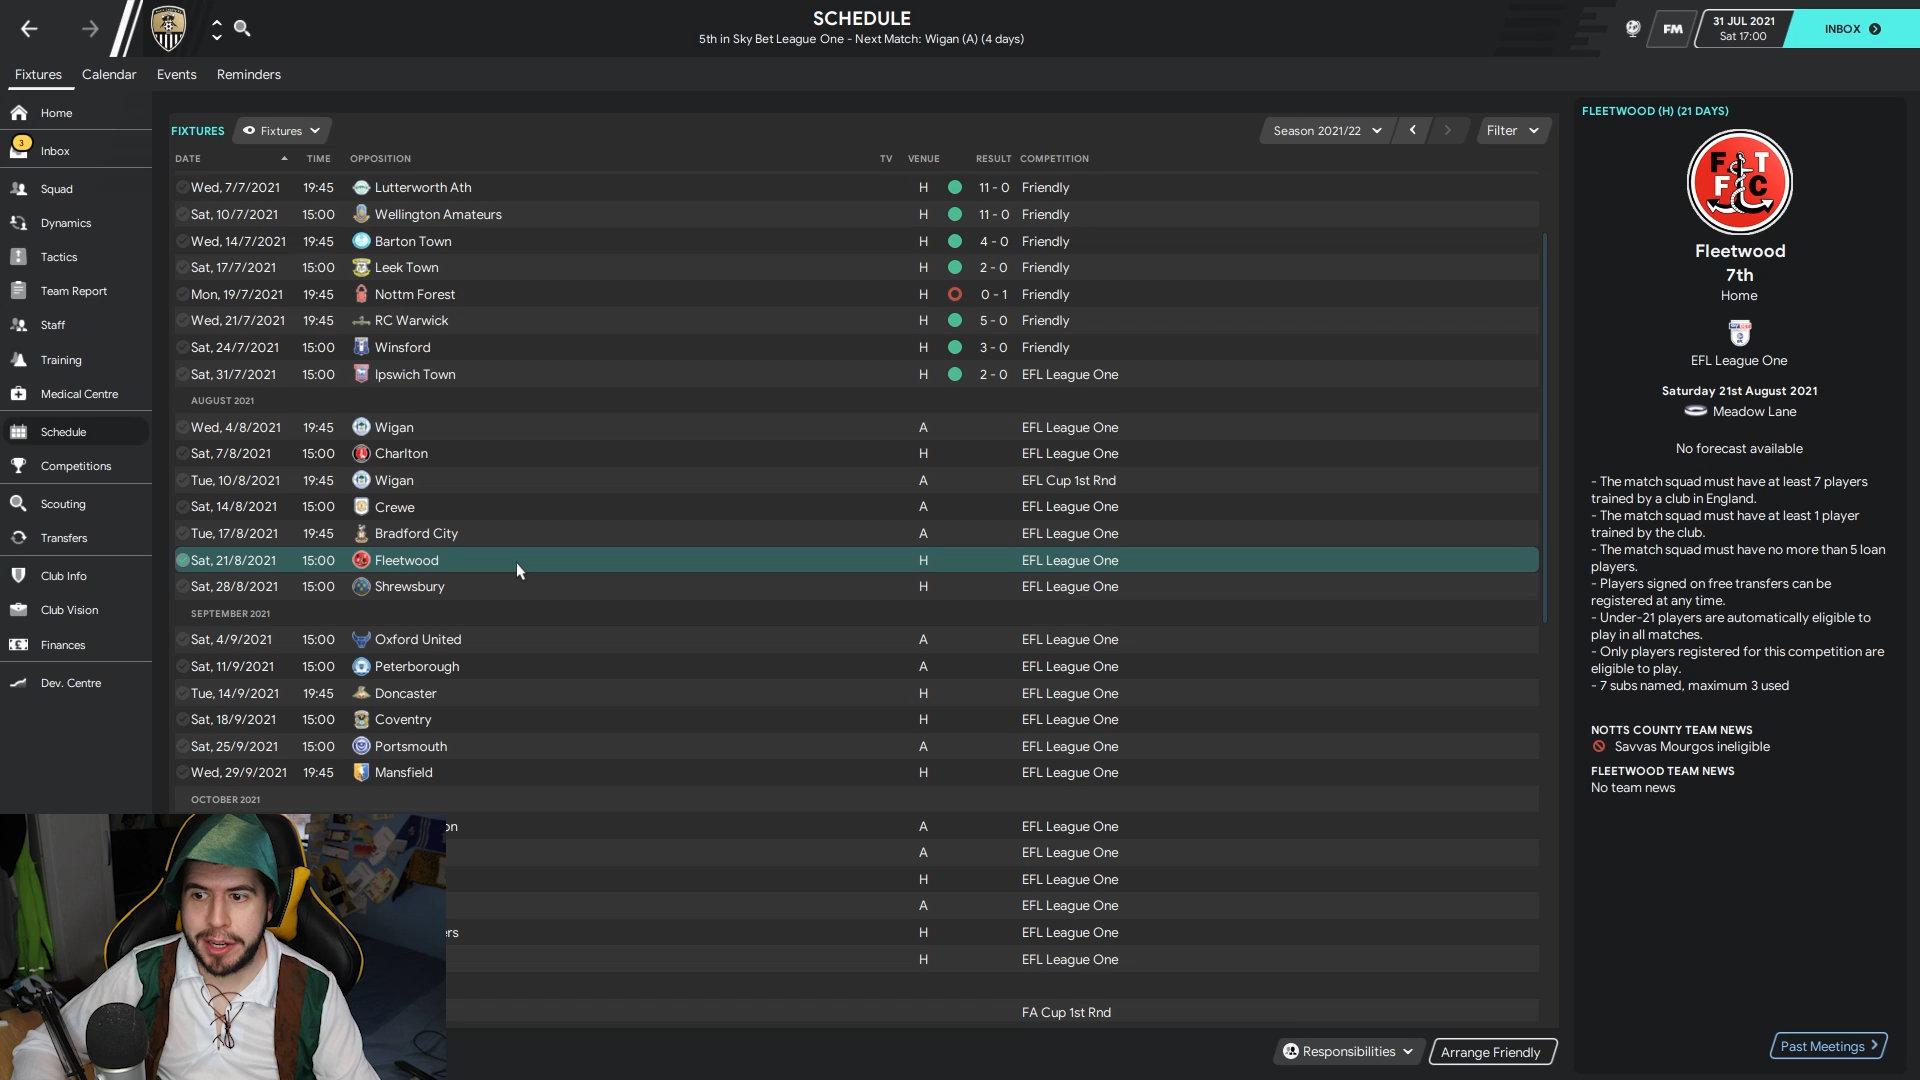 SCHEDULE
5th in Sky Bet League One - Next Match: Wigan (A) (4 days)
FM
31 JUL 2021
Sat 17:00
INBOX
Fixtures
Calendar
Events
Reminders
Home
3
Inbox
Squad
Dynamics
Tactics
Team Report
Staff
Training
Medical Centre
Schedule
Competitions
Scouting
Transfers
Club Info
Club Vision
Finances
Dev. Centre
FIXTURES
Fixtures
Season 2021/22
Filter
DATE TIME OPPOSITION TV VENUE RESULT COMPETITION
Wed, 7/7/2021 19:45 Lutterworth Ath H 11 - 0 Friendly
Sat, 10/7/2021 15:00 Wellington Amateurs H 11 - 0 Friendly
Wed, 14/7/2021 19:45 Barton Town H 4 - 0 Friendly
Sat, 17/7/2021 15:00 Leek Town H 2 - 0 Friendly
Mon, 19/7/2021 19:45 Nottm Forest H 0 - 1 Friendly
Wed, 21/7/2021 19:45 RC Warwick H 5 - 0 Friendly
Sat, 24/7/2021 15:00 Winsford H 3 - 0 Friendly
Sat, 31/7/2021 15:00 Ipswich Town H 2 - 0 EFL League One
AUGUST 2021
Wed, 4/8/2021 19:45 Wigan A EFL League One
Sat, 7/8/2021 15:00 Charlton H EFL League One
Tue, 10/8/2021 19:45 Wigan A EFL Cup 1st Rnd
Sat, 14/8/2021 15:00 Crewe A EFL League One
Tue, 17/8/2021 19:45 Bradford City A EFL League One
Sat, 21/8/2021 15:00 Fleetwood H EFL League One
Sat, 28/8/2021 15:00 Shrewsbury H EFL League One
SEPTEMBER 2021
Sat, 4/9/2021 15:00 Oxford United A EFL League One
Sat, 11/9/2021 15:00 Peterborough A EFL League One
Tue, 14/9/2021 19:45 Doncaster H EFL League One
Sat, 18/9/2021 15:00 Coventry H EFL League One
Sat, 25/9/2021 15:00 Portsmouth A EFL League One
Wed, 29/9/2021 19:45 Mansfield H EFL League One
OCTOBER 2021
on A EFL League One
A EFL League One
H EFL League One
A EFL League One
ers H EFL League One
H EFL League One
FA Cup 1st Rnd
Responsibilities
Arrange Friendly
FLEETWOOD (H) (21 DAYS)
F T
F C
Fleetwood
7th
Home
EFL League One
Saturday 21st August 2021
Meadow Lane
No forecast available
- The match squad must have at least 7 players
trained by a club in England.
- The match squad must have at least 1 player
trained by the club.
- The match squad must have no more than 5 loan
players.
- Players signed on free transfers can be
registered at any time.
- Under-21 players are automatically eligible to
play in all matches.
- Only players registered for this competition are
eligible to play.
- 7 subs named, maximum 3 used
NOTTS COUNTY TEAM NEWS
Savvas Mourgos ineligible
FLEETWOOD TEAM NEWS
No team news
Past Meetings